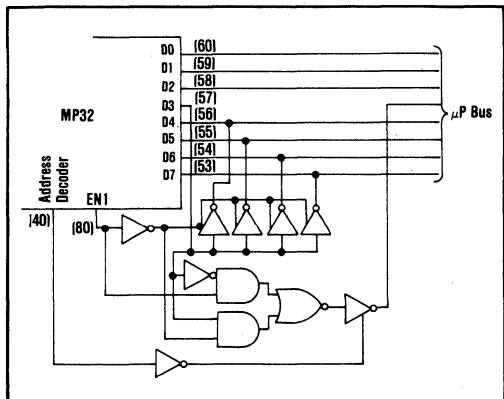 D0 (60)
D1 (59)
D2 (58)
D3 (57)
MP32
D4 (56)
D5 (55)
D6 (54)
D7 (53)
μP Bus
Address
Decoder
EN1
(40)
(80)